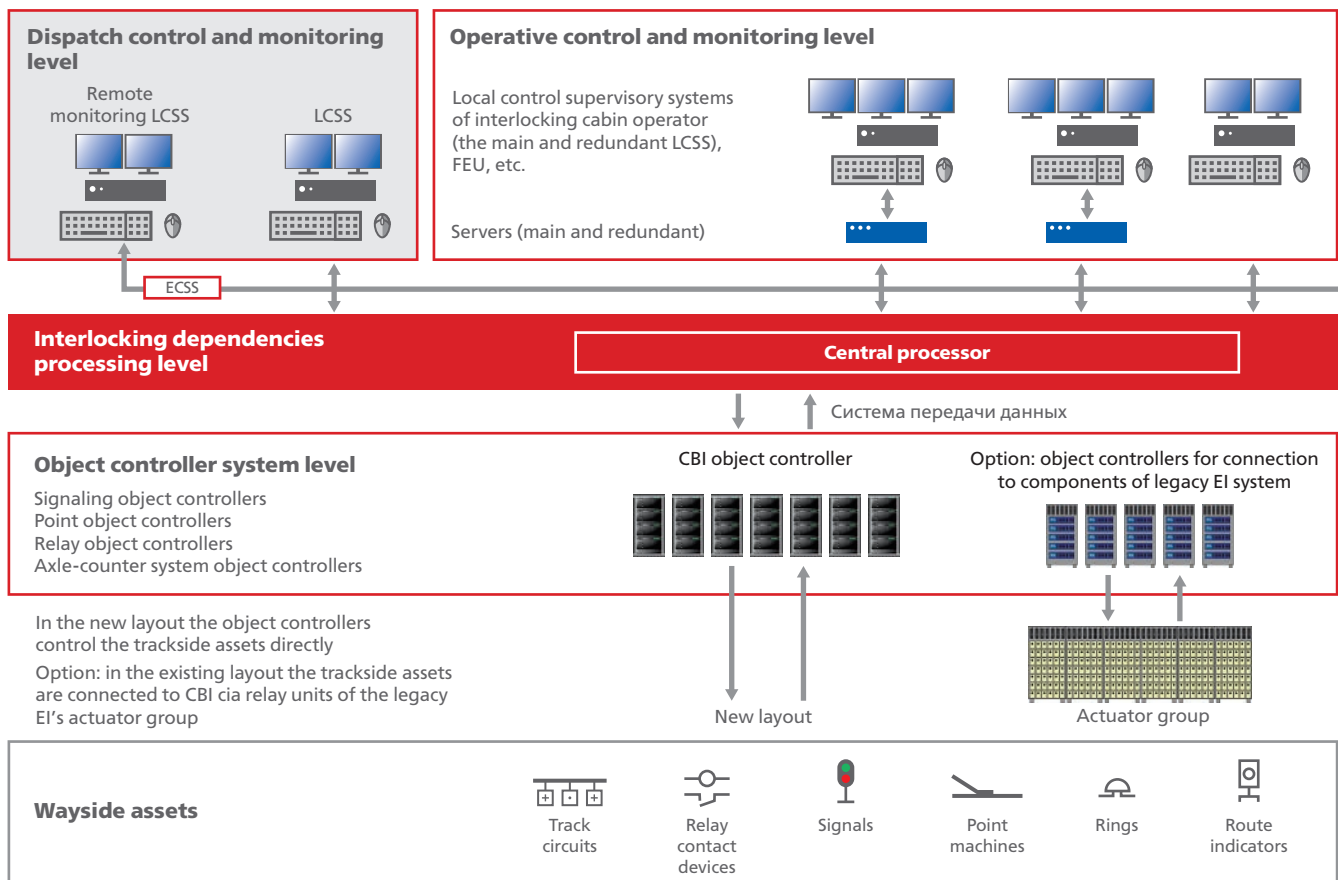 Dispatch control and monitoring
level
Remote
monitoring LCSS
LCSS
Operative control and monitoring level
Local control supervisory systems
of interlocking cabin operator
(the main and redundant LCSS),
FEU, etc.
Servers (main and redundant)
ECSS
Interlocking dependencies
processing level
Central processor
Система передачи данных
Object controller system level
Signaling object controllers
Point object controllers
Relay object controllers
Axle-counter system object controllers
CBI object controller
Option: object controllers for connection
to components of legacy EI system
In the new layout the object controllers
control the trackside assets directly
Option: in the existing layout the trackside assets
are connected to CBI cia relay units of the legacy
EI's actuator group
New layout
Actuator group
Wayside assets
Track
circuits
Relay
contact
devices
Signals
Point
machines
Rings
Route
indicators